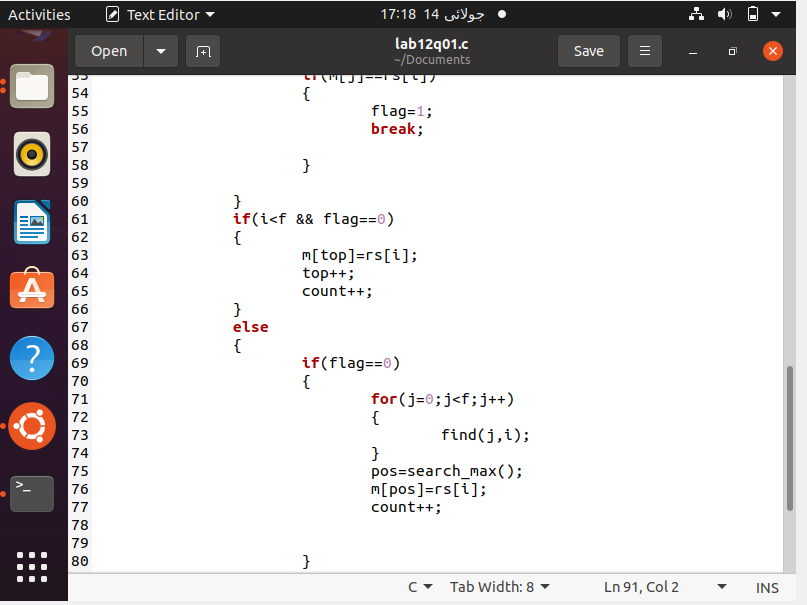 Activities Text Editor 17:18 14 جولائی
Open lab12q01.c Save
~/Documents
53 if(m[j]==rs[i])
54 {
55 flag=1;
56 break;
57
58 }
59
60 }
61 if(i<f && flag==0)
62 {
63 m[top]=rs[i];
64 top++;
65 count++;
66 }
67 else
68 {
69 if(flag==0)
70 {
71 for(j=0;j<f;j++)
72 {
73 find(j,i);
74 }
75 pos=search_max();
76 m[pos]=rs[i];
77 count++;
78
79
80 }
C Tab Width: 8 Ln 91, Col 2 INS